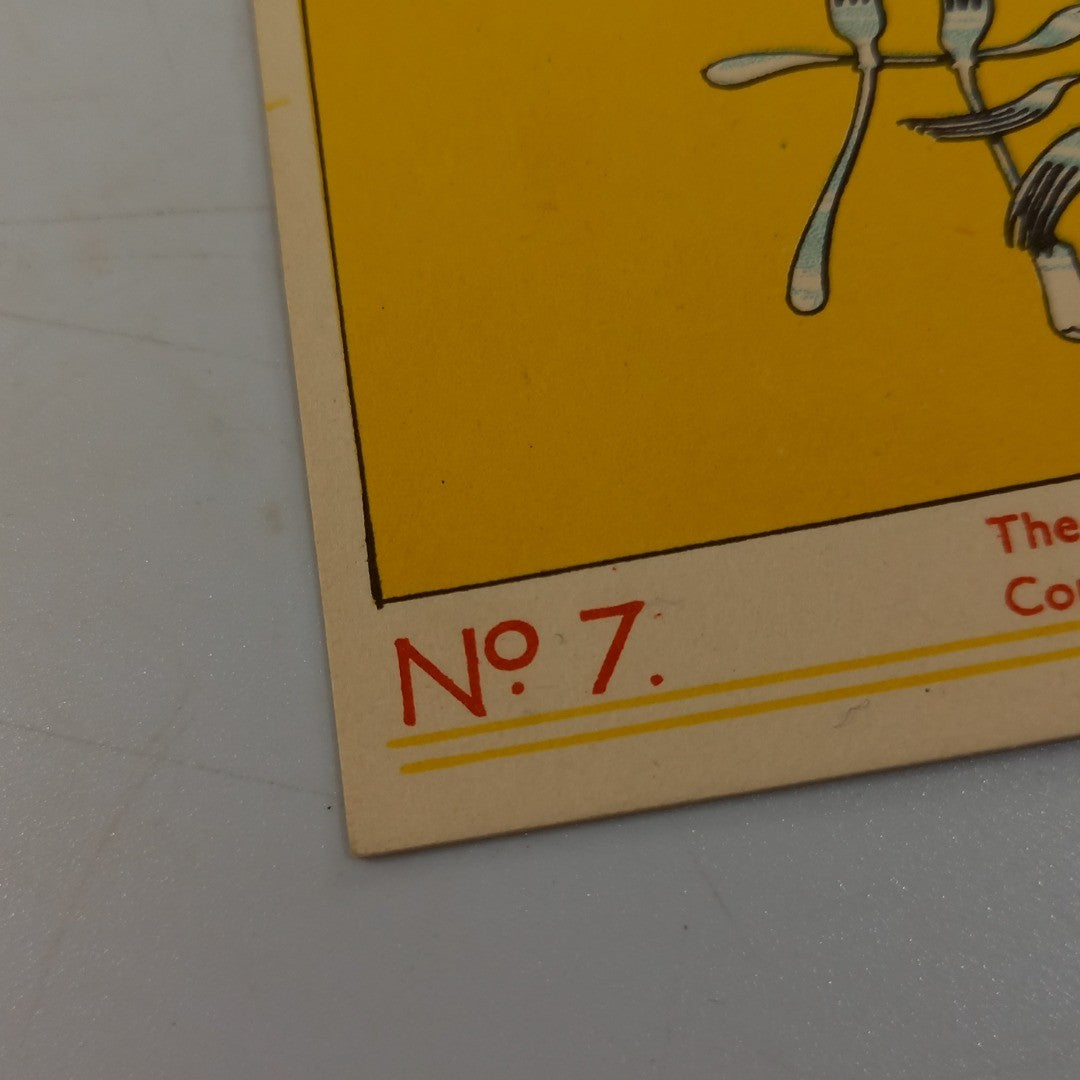 The
No 7.